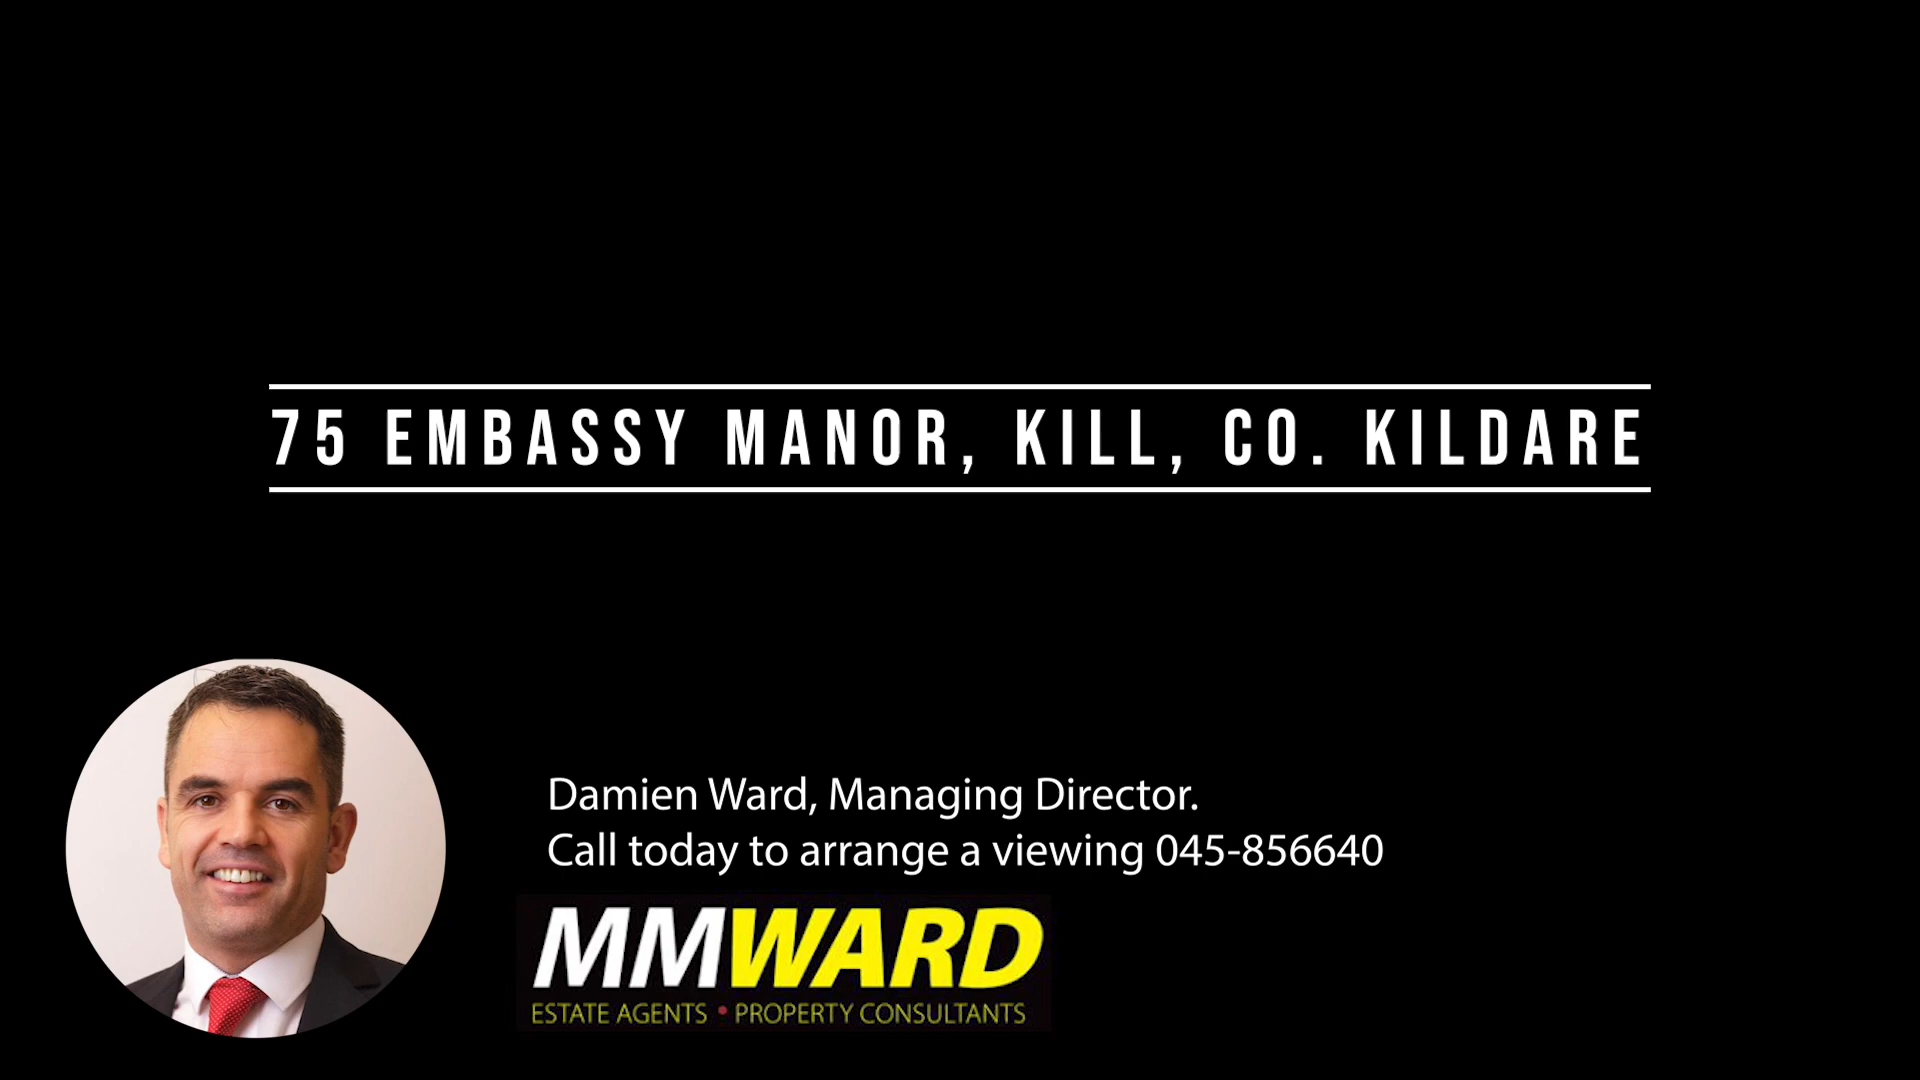 75 EMBASSY MANOR, KILL, CO. KILDARE
Damien Ward, Managing Director.
Call today to arrange a viewing 045-856640
MMWARD
ESTATE AGENTS • PROPERTY CONSULTANTS